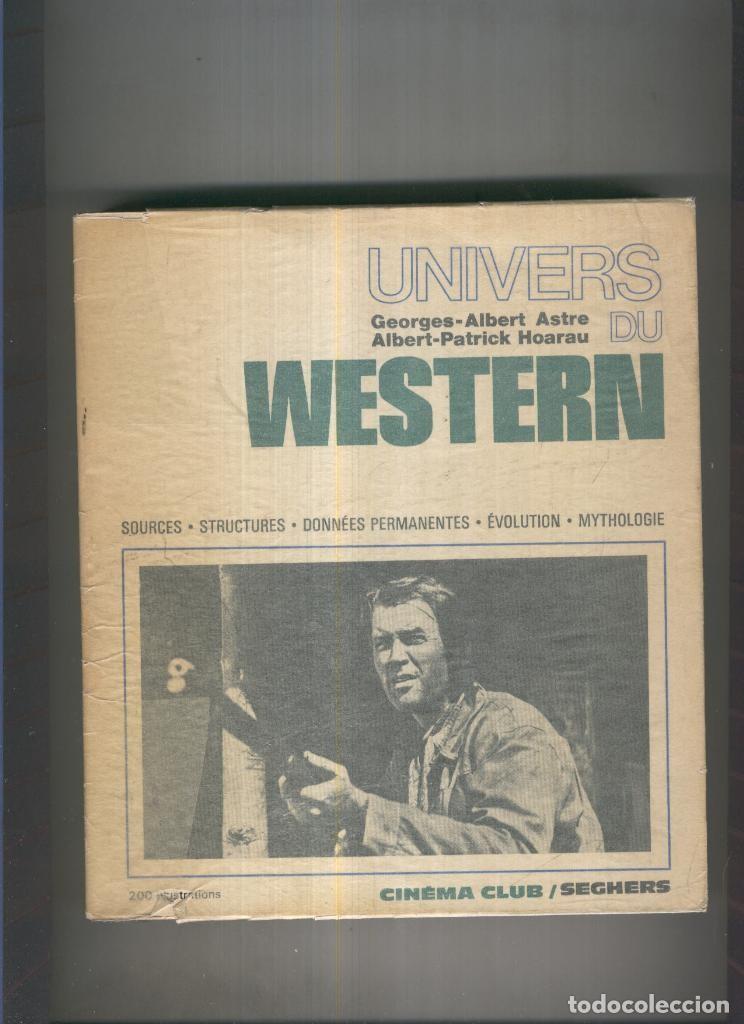 UNIVERS
Georges-Albert Astre
Albert-Patrick Hoarau
DU
WESTERN
SOURCES • STRUCTURES • DONNÉES PERMANENTES • ÉVOLUTION • MYTHOLOGIE
200 illustrations
CINÉMA CLUB / SEGHERS
todocoleccion